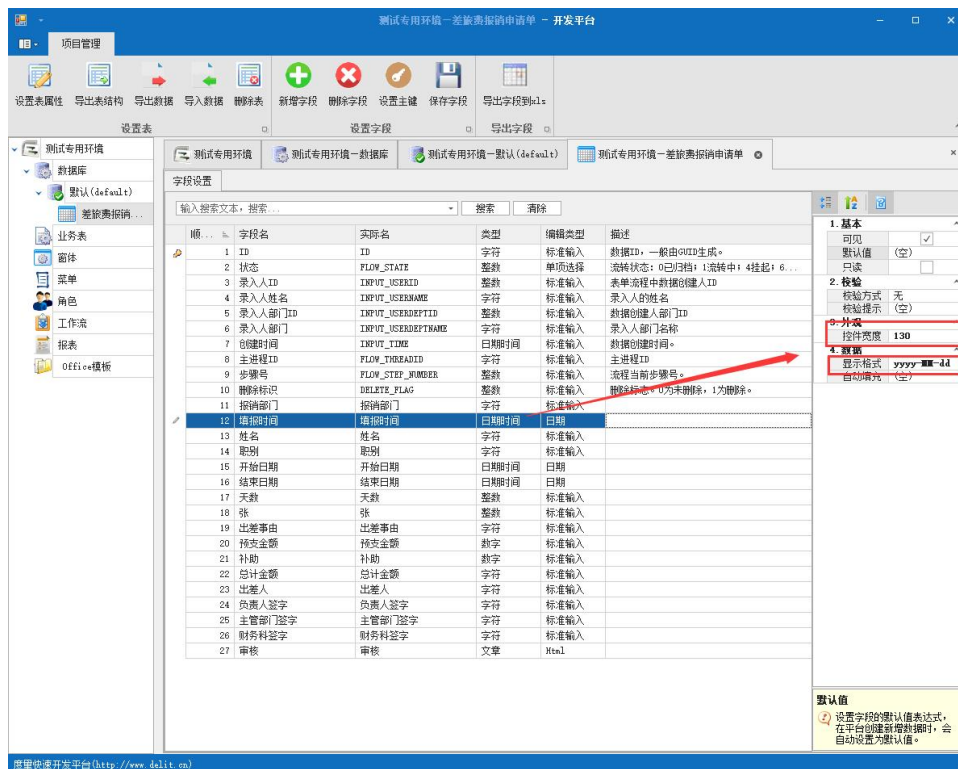 测试专用环境－差旅费报销申请单 － 开发平台
项目管理
设置表属性 导出表结构 导出数据 导入数据 删除表 新增字段 删除字段 设置主键 保存字段 导出字段到xls
设置表 设置字段 导出字段
测试专用环境
数据库
默认(default)
差旅费报销...
业务表
窗体
菜单
角色
工作流
报表
Office模板
测试专用环境 测试专用环境－数据库 测试专用环境－默认(default) 测试专用环境－差旅费报销申请单
字段设置
输入搜索文本，搜索... 搜索 清除
顺... 字段名 实际名 类型 编辑类型 描述
1 ID ID 字符 标准输入 数据ID，一般由GUID生成。
2 状态 FLOW_STATE 整数 单项选择 流转状态：0已归档；1流转中；4挂起；6...
3 录入人ID INPUT_USERID 整数 标准输入 表单流程中数据创建人ID
4 录入人姓名 INPUT_USERNAME 字符 标准输入 录入人的姓名
5 录入人部门ID INPUT_USERDEPTID 整数 标准输入 数据创建人部门ID
6 录入人部门 INPUT_USERDEPTNAME 字符 标准输入 录入人部门名称
7 创建时间 INPUT_TIME 日期时间 标准输入 数据创建时间。
8 主进程ID FLOW_THREADID 字符 标准输入 主进程ID
9 步骤号 FLOW_STEP_NUMBER 整数 标准输入 流程当前步骤号。
10 删除标识 DELETE_FLAG 整数 标准输入 删除标志。0为未删除，1为删除。
11 报销部门 报销部门 字符 标准输入
12 填报时间 填报时间 日期时间 日期
13 姓名 姓名 字符 标准输入
14 职别 职别 字符 标准输入
15 开始日期 开始日期 日期时间 日期
16 结束日期 结束日期 日期时间 日期
17 天数 天数 整数 标准输入
18 张 张 整数 标准输入
19 出差事由 出差事由 字符 标准输入
20 预支金额 预支金额 数字 标准输入
21 补助 补助 数字 标准输入
22 总计金额 总计金额 字符 标准输入
23 出差人 出差人 字符 标准输入
24 负责人签字 负责人签字 字符 标准输入
25 主管部门签字 主管部门签字 字符 标准输入
26 财务科签字 财务科签字 字符 标准输入
27 审核 审核 文章 Html
1.基本
可见
默认值 (空)
只读
2.校验
校验方式 无
校验提示 (空)
3.外观
控件宽度 130
4.数据
显示格式 yyyy-MM-dd
自动填充 (空)
默认值
设置字段的默认值表达式，
在平台创建新增数据时，会
自动设置为默认值。
度量快速开发平台(http://www.delit.cn)